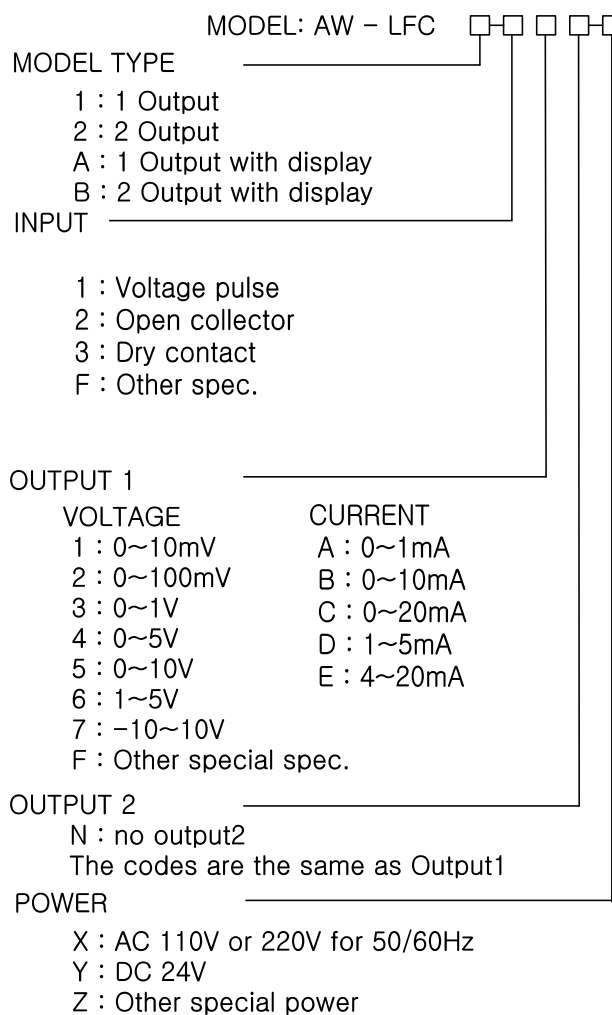 MODEL: AW - LFC □-□ □ □-□
MODEL TYPE
1 : 1 Output
2 : 2 Output
A : 1 Output with display
B : 2 Output with display
INPUT
1 : Voltage pulse
2 : Open collector
3 : Dry contact
F : Other spec.
OUTPUT 1
VOLTAGE
1 : 0~10mV
2 : 0~100mV
3 : 0~1V
4 : 0~5V
5 : 0~10V
6 : 1~5V
7 : -10~10V
F : Other special spec.
CURRENT
A : 0~1mA
B : 0~10mA
C : 0~20mA
D : 1~5mA
E : 4~20mA
OUTPUT 2
N : no output2
The codes are the same as Output1
POWER
X : AC 110V or 220V for 50/60Hz
Y : DC 24V
Z : Other special power